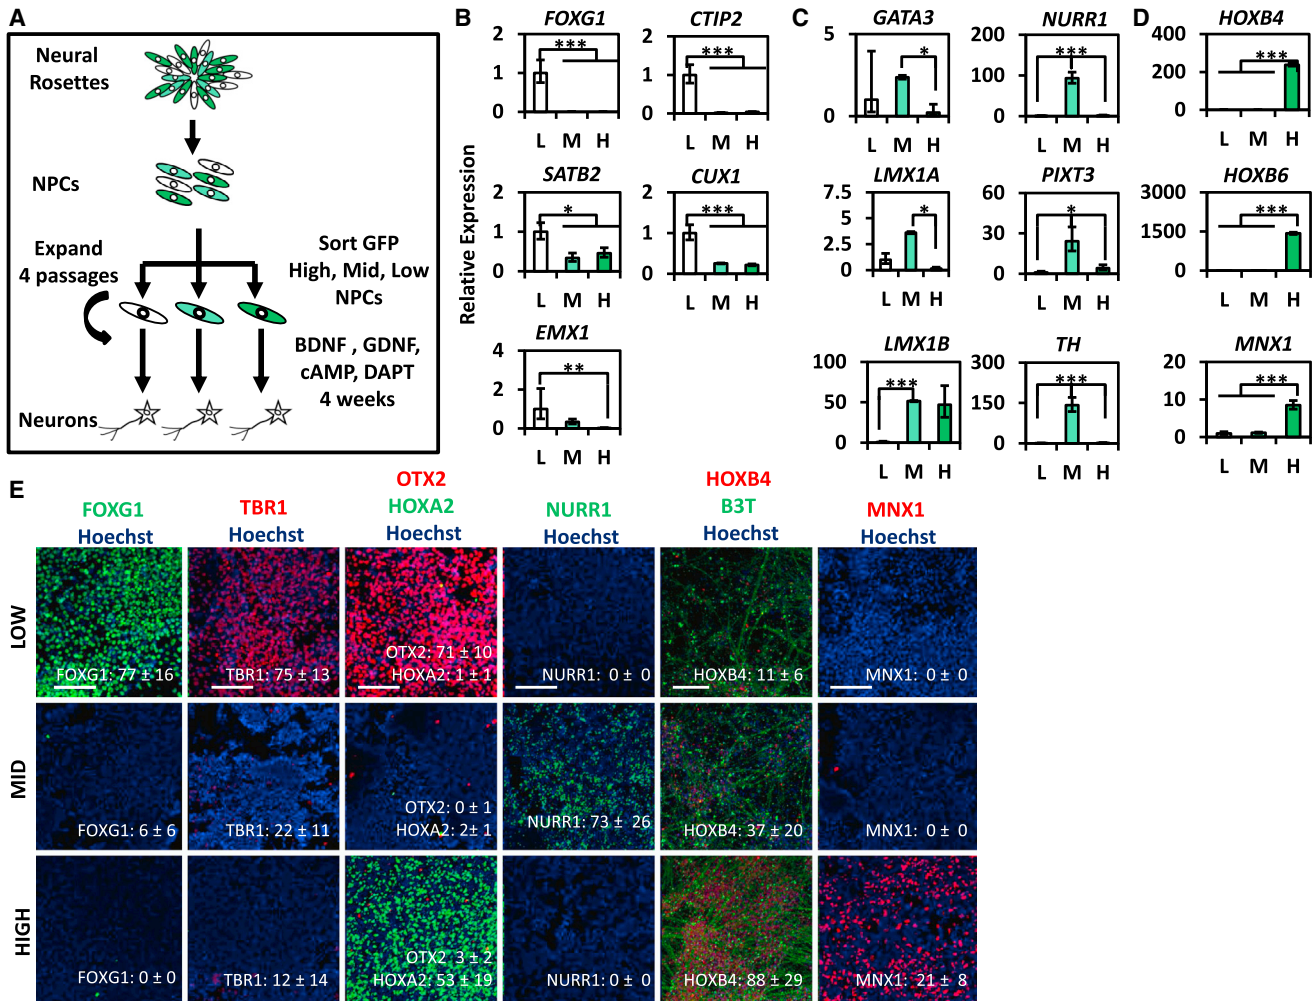 A
Neural
Rosettes
NPCs
Expand
4 passages
Sort GFP
High, Mid, Low
NPCs
BDNF , GDNF,
cAMP, DAPT
4 weeks
Neurons
B
Relative Expression
FOXG1
***
2
1
0
L M H
CTIP2
***
2
1
0
L M H
SATB2
*
2
1
0
L M H
CUX1
***
2
1
0
L M H
EMX1
**
4
2
0
L M H
C
GATA3
*
5
0
L M H
NURR1
***
200
100
0
L M H
LMX1A
*
7.5
5
2.5
0
L M H
PIXT3
*
60
30
0
L M H
LMX1B
***
100
50
0
L M H
TH
***
300
150
0
L M H
D
HOXB4
***
400
200
0
L M H
HOXB6
***
3000
1500
0
L M H
MNX1
***
20
10
0
L M H
E
FOXG1
Hoechst
TBR1
Hoechst
OTX2
HOXA2
Hoechst
NURR1
Hoechst
HOXB4
B3T
Hoechst
MNX1
Hoechst
LOW
FOXG1: 77 ± 16
TBR1: 75 ± 13
OTX2: 71 ± 10
HOXA2: 1 ± 1
NURR1: 0 ± 0
HOXB4: 11 ± 6
MNX1: 0 ± 0
MID
FOXG1: 6 ± 6
TBR1: 22 ± 11
OTX2: 0 ± 1
HOXA2: 2± 1
NURR1: 73 ± 26
HOXB4: 37 ± 20
MNX1: 0 ± 0
HIGH
FOXG1: 0 ± 0
TBR1: 12 ± 14
OTX2 3 ± 2
HOXA2: 53 ± 19
NURR1: 0 ± 0
HOXB4: 88 ± 29
MNX1: 21 ± 8